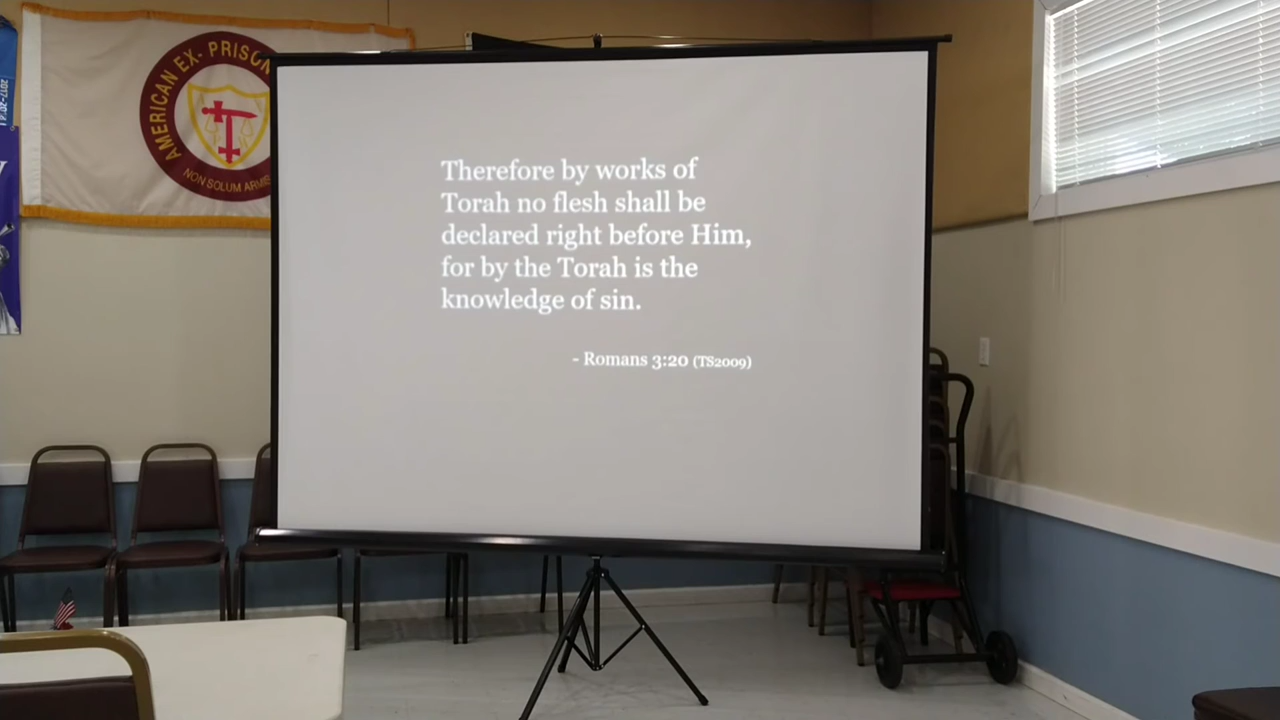 AMERICAN EX-PRISON
NON SOLUM ARMIS
Therefore by works of
Torah no flesh shall be
declared right before Him,
for by the Torah is the
knowledge of sin.
- Romans 3:20 (TS2009)